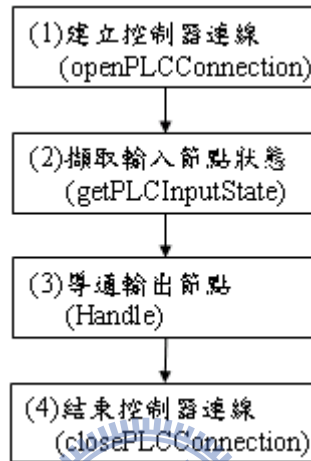 (1)建立控制器連線
(openPLCConnection)
(2)擷取輸入節點狀態
(getPLCInputState)
(3)導通輸出節點
(Handle)
(4)結束控制器連線
(closePLCConnection)